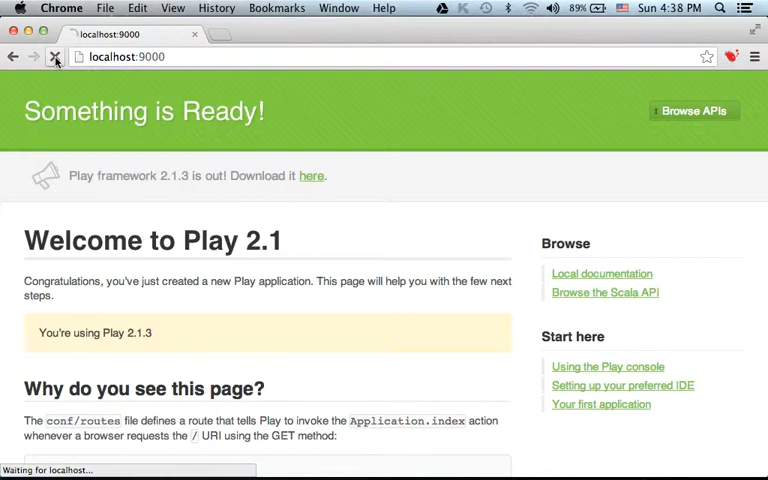 Chrome File Edit View History Bookmarks Window Help 89% Sun 4:38 PM
localhost:9000
localhost:9000
Something is Ready!
Browse APIs
Play framework 2.1.3 is out! Download it here.
Welcome to Play 2.1
Congratulations, you've just created a new Play application. This page will help you with the few next
steps.
You're using Play 2.1.3
Why do you see this page?
The conf/routes file defines a route that tells Play to invoke the Application.index action
whenever a browser requests the / URI using the GET method:
Browse
Local documentation
Browse the Scala API
Start here
Using the Play console
Setting up your preferred IDE
Your first application
Waiting for localhost...